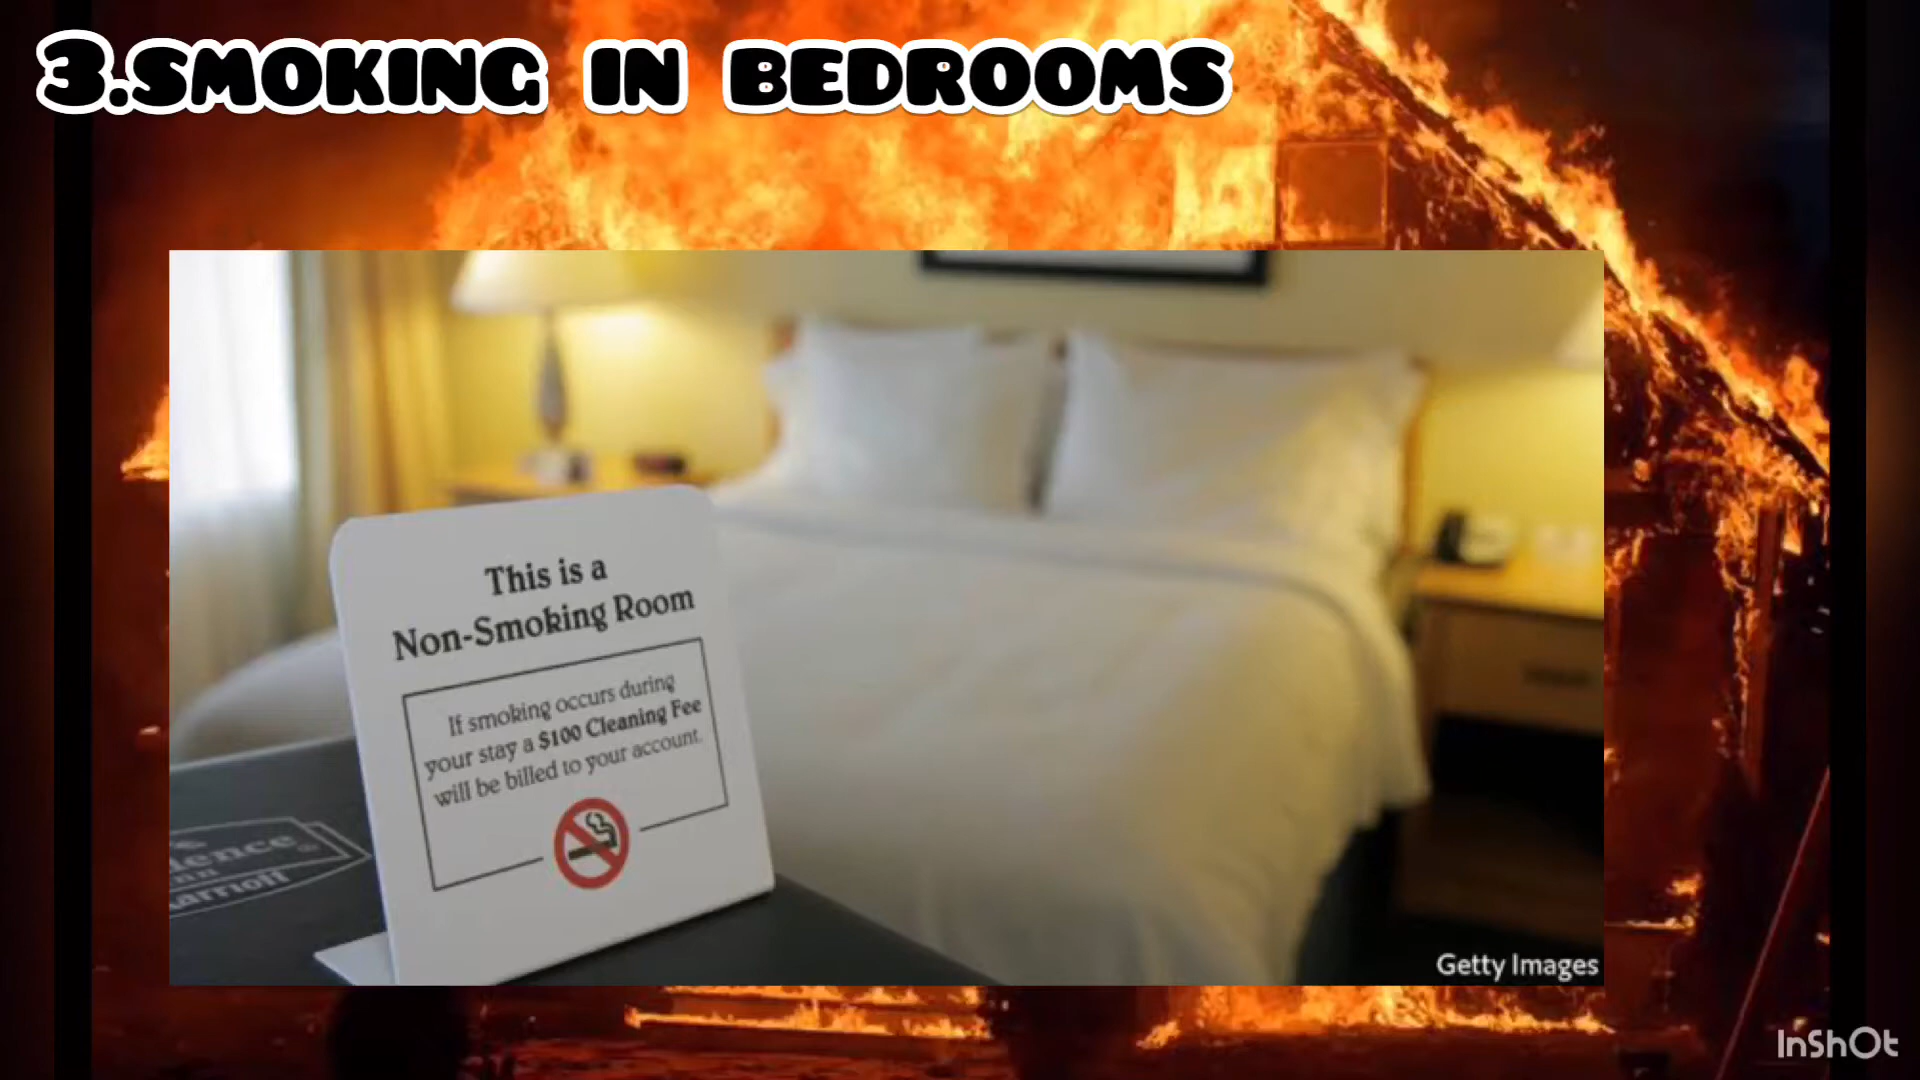 3.SMOKING IN BEDROOMS
This is a
Non-Smoking Room
If smoking occurs during
your stay a $100 Cleaning Fee
will be billed to your account.
Getty Images
InShOt